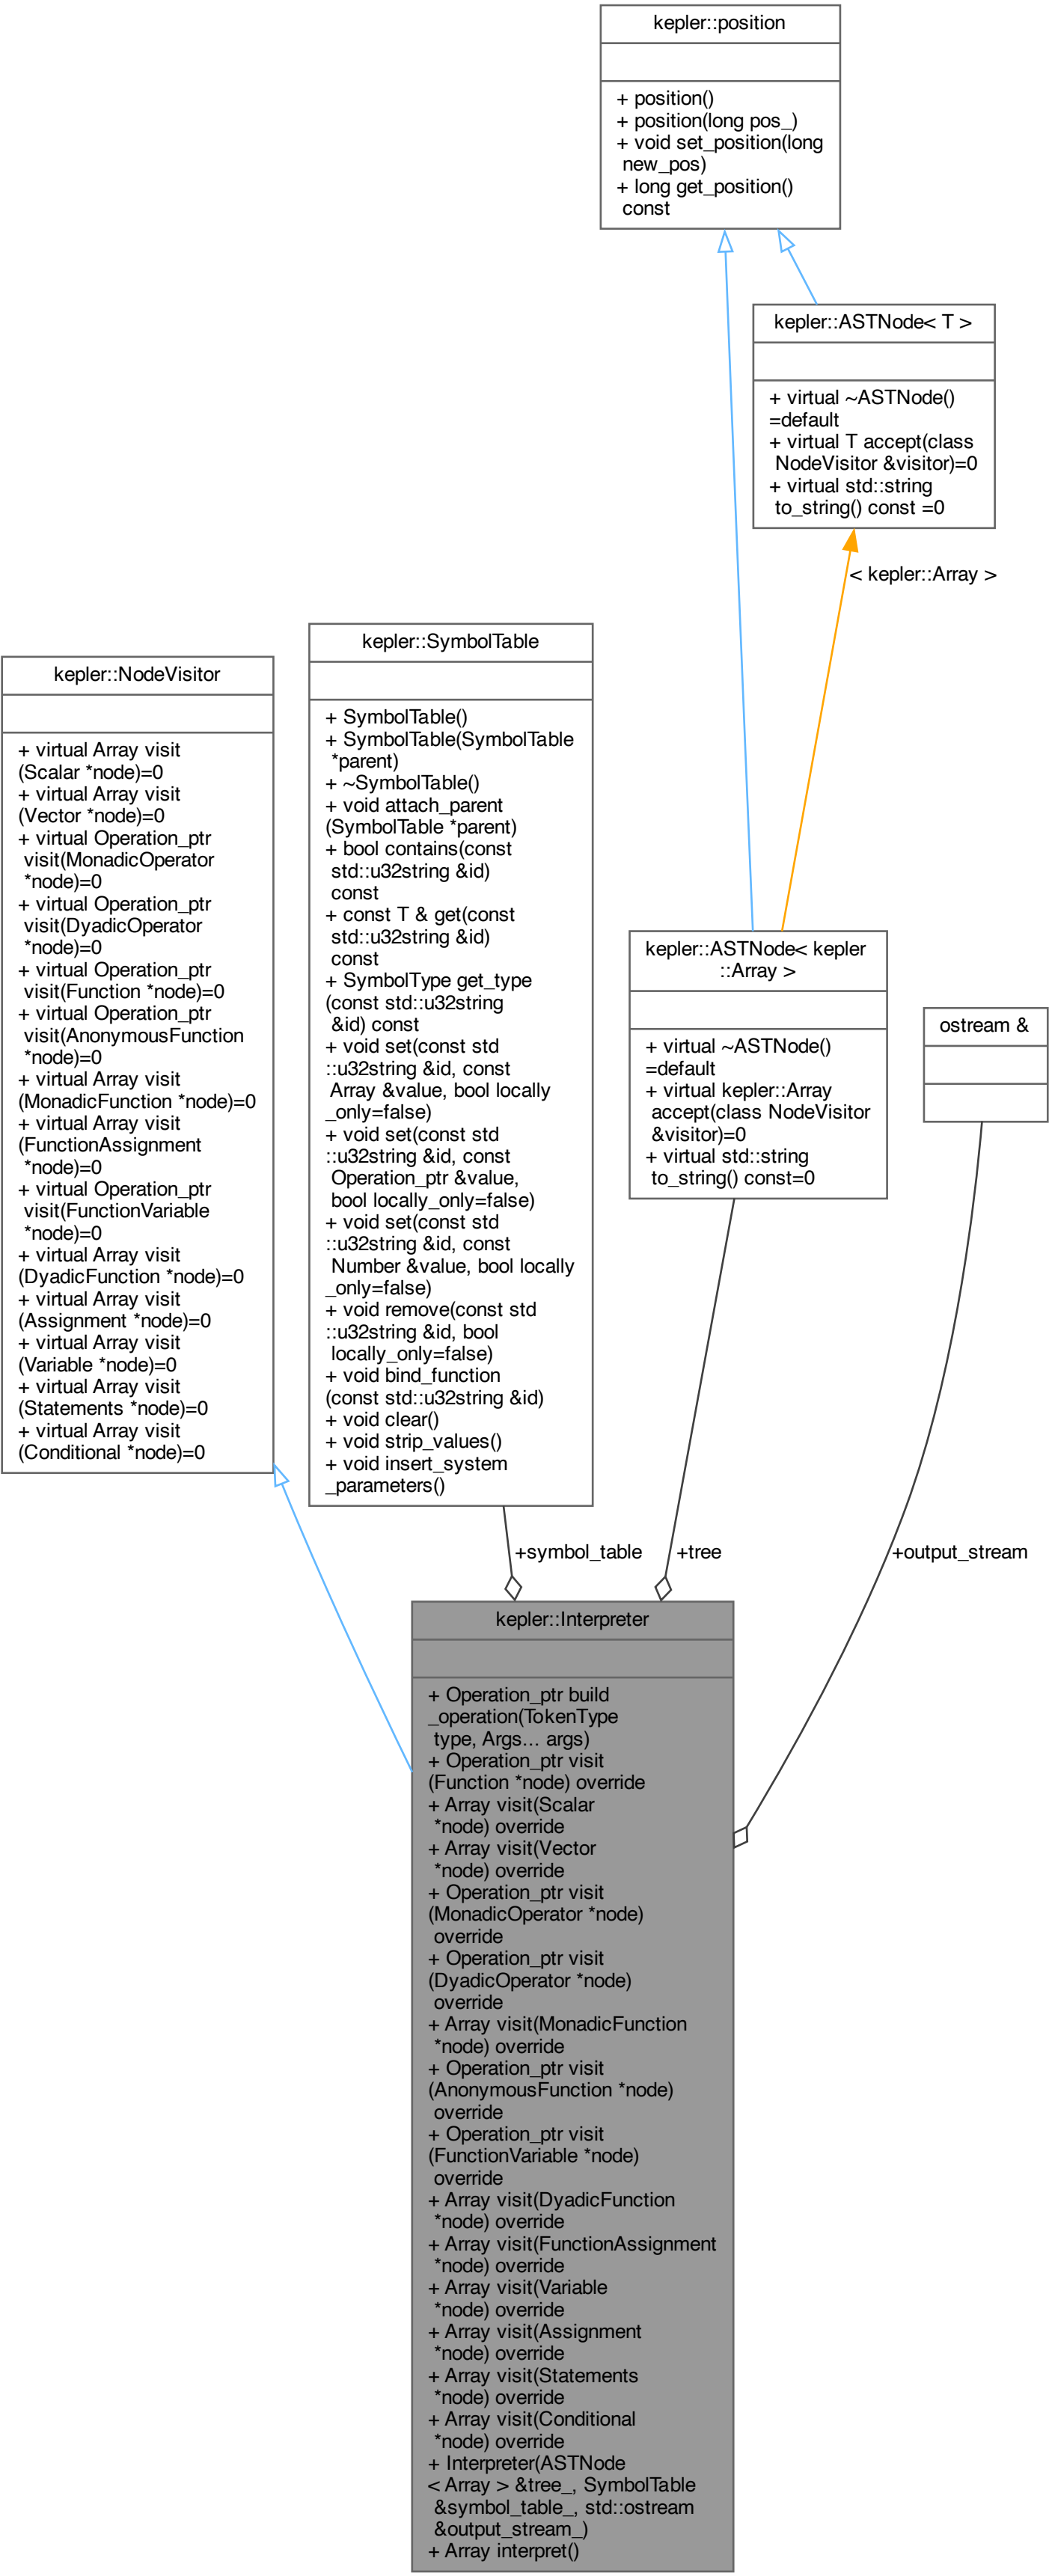 kepler::position
+ position()
+ position(long pos_)
+ void set_position(long
new_pos)
+ long get_position()
const
kepler::ASTNode< T >
+ virtual ~ASTNode()
=default
+ virtual T accept(class
NodeVisitor &visitor)=0
+ virtual std::string
to_string() const =0
< kepler::Array >
kepler::SymbolTable
+ SymbolTable()
+ SymbolTable(SymbolTable
*parent)
+ ~SymbolTable()
+ void attach_parent
(SymbolTable *parent)
+ bool contains(const
std::u32string &id)
const
+ const T & get(const
std::u32string &id)
const
+ SymbolType get_type
(const std::u32string
&id) const
+ void set(const std
::u32string &id, const
Array &value, bool locally
_only=false)
+ void set(const std
::u32string &id, const
Operation_ptr &value,
bool locally_only=false)
+ void set(const std
::u32string &id, const
Number &value, bool locally
_only=false)
+ void remove(const std
::u32string &id, bool
locally_only=false)
+ void bind_function
(const std::u32string &id)
+ void clear()
+ void strip_values()
+ void insert_system
_parameters()
kepler::NodeVisitor
+ virtual Array visit
(Scalar *node)=0
+ virtual Array visit
(Vector *node)=0
+ virtual Operation_ptr
visit(MonadicOperator
*node)=0
+ virtual Operation_ptr
visit(DyadicOperator
*node)=0
+ virtual Operation_ptr
visit(Function *node)=0
+ virtual Operation_ptr
visit(AnonymousFunction
*node)=0
+ virtual Array visit
(MonadicFunction *node)=0
+ virtual Array visit
(FunctionAssignment
*node)=0
+ virtual Operation_ptr
visit(FunctionVariable
*node)=0
+ virtual Array visit
(DyadicFunction *node)=0
+ virtual Array visit
(Assignment *node)=0
+ virtual Array visit
(Variable *node)=0
+ virtual Array visit
(Statements *node)=0
+ virtual Array visit
(Conditional *node)=0
kepler::ASTNode< kepler
::Array >
+ virtual ~ASTNode()
=default
+ virtual kepler::Array
accept(class NodeVisitor
&visitor)=0
+ virtual std::string
to_string() const=0
ostream &
+symbol_table
+tree
+output_stream
kepler::Interpreter
+ Operation_ptr build
_operation(TokenType
type, Args... args)
+ Operation_ptr visit
(Function *node) override
+ Array visit(Scalar
*node) override
+ Array visit(Vector
*node) override
+ Operation_ptr visit
(MonadicOperator *node)
override
+ Operation_ptr visit
(DyadicOperator *node)
override
+ Array visit(MonadicFunction
*node) override
+ Operation_ptr visit
(AnonymousFunction *node)
override
+ Operation_ptr visit
(FunctionVariable *node)
override
+ Array visit(DyadicFunction
*node) override
+ Array visit(FunctionAssignment
*node) override
+ Array visit(Variable
*node) override
+ Array visit(Assignment
*node) override
+ Array visit(Statements
*node) override
+ Array visit(Conditional
*node) override
+ Interpreter(ASTNode
< Array > &tree_, SymbolTable
&symbol_table_, std::ostream
&output_stream_)
+ Array interpret()